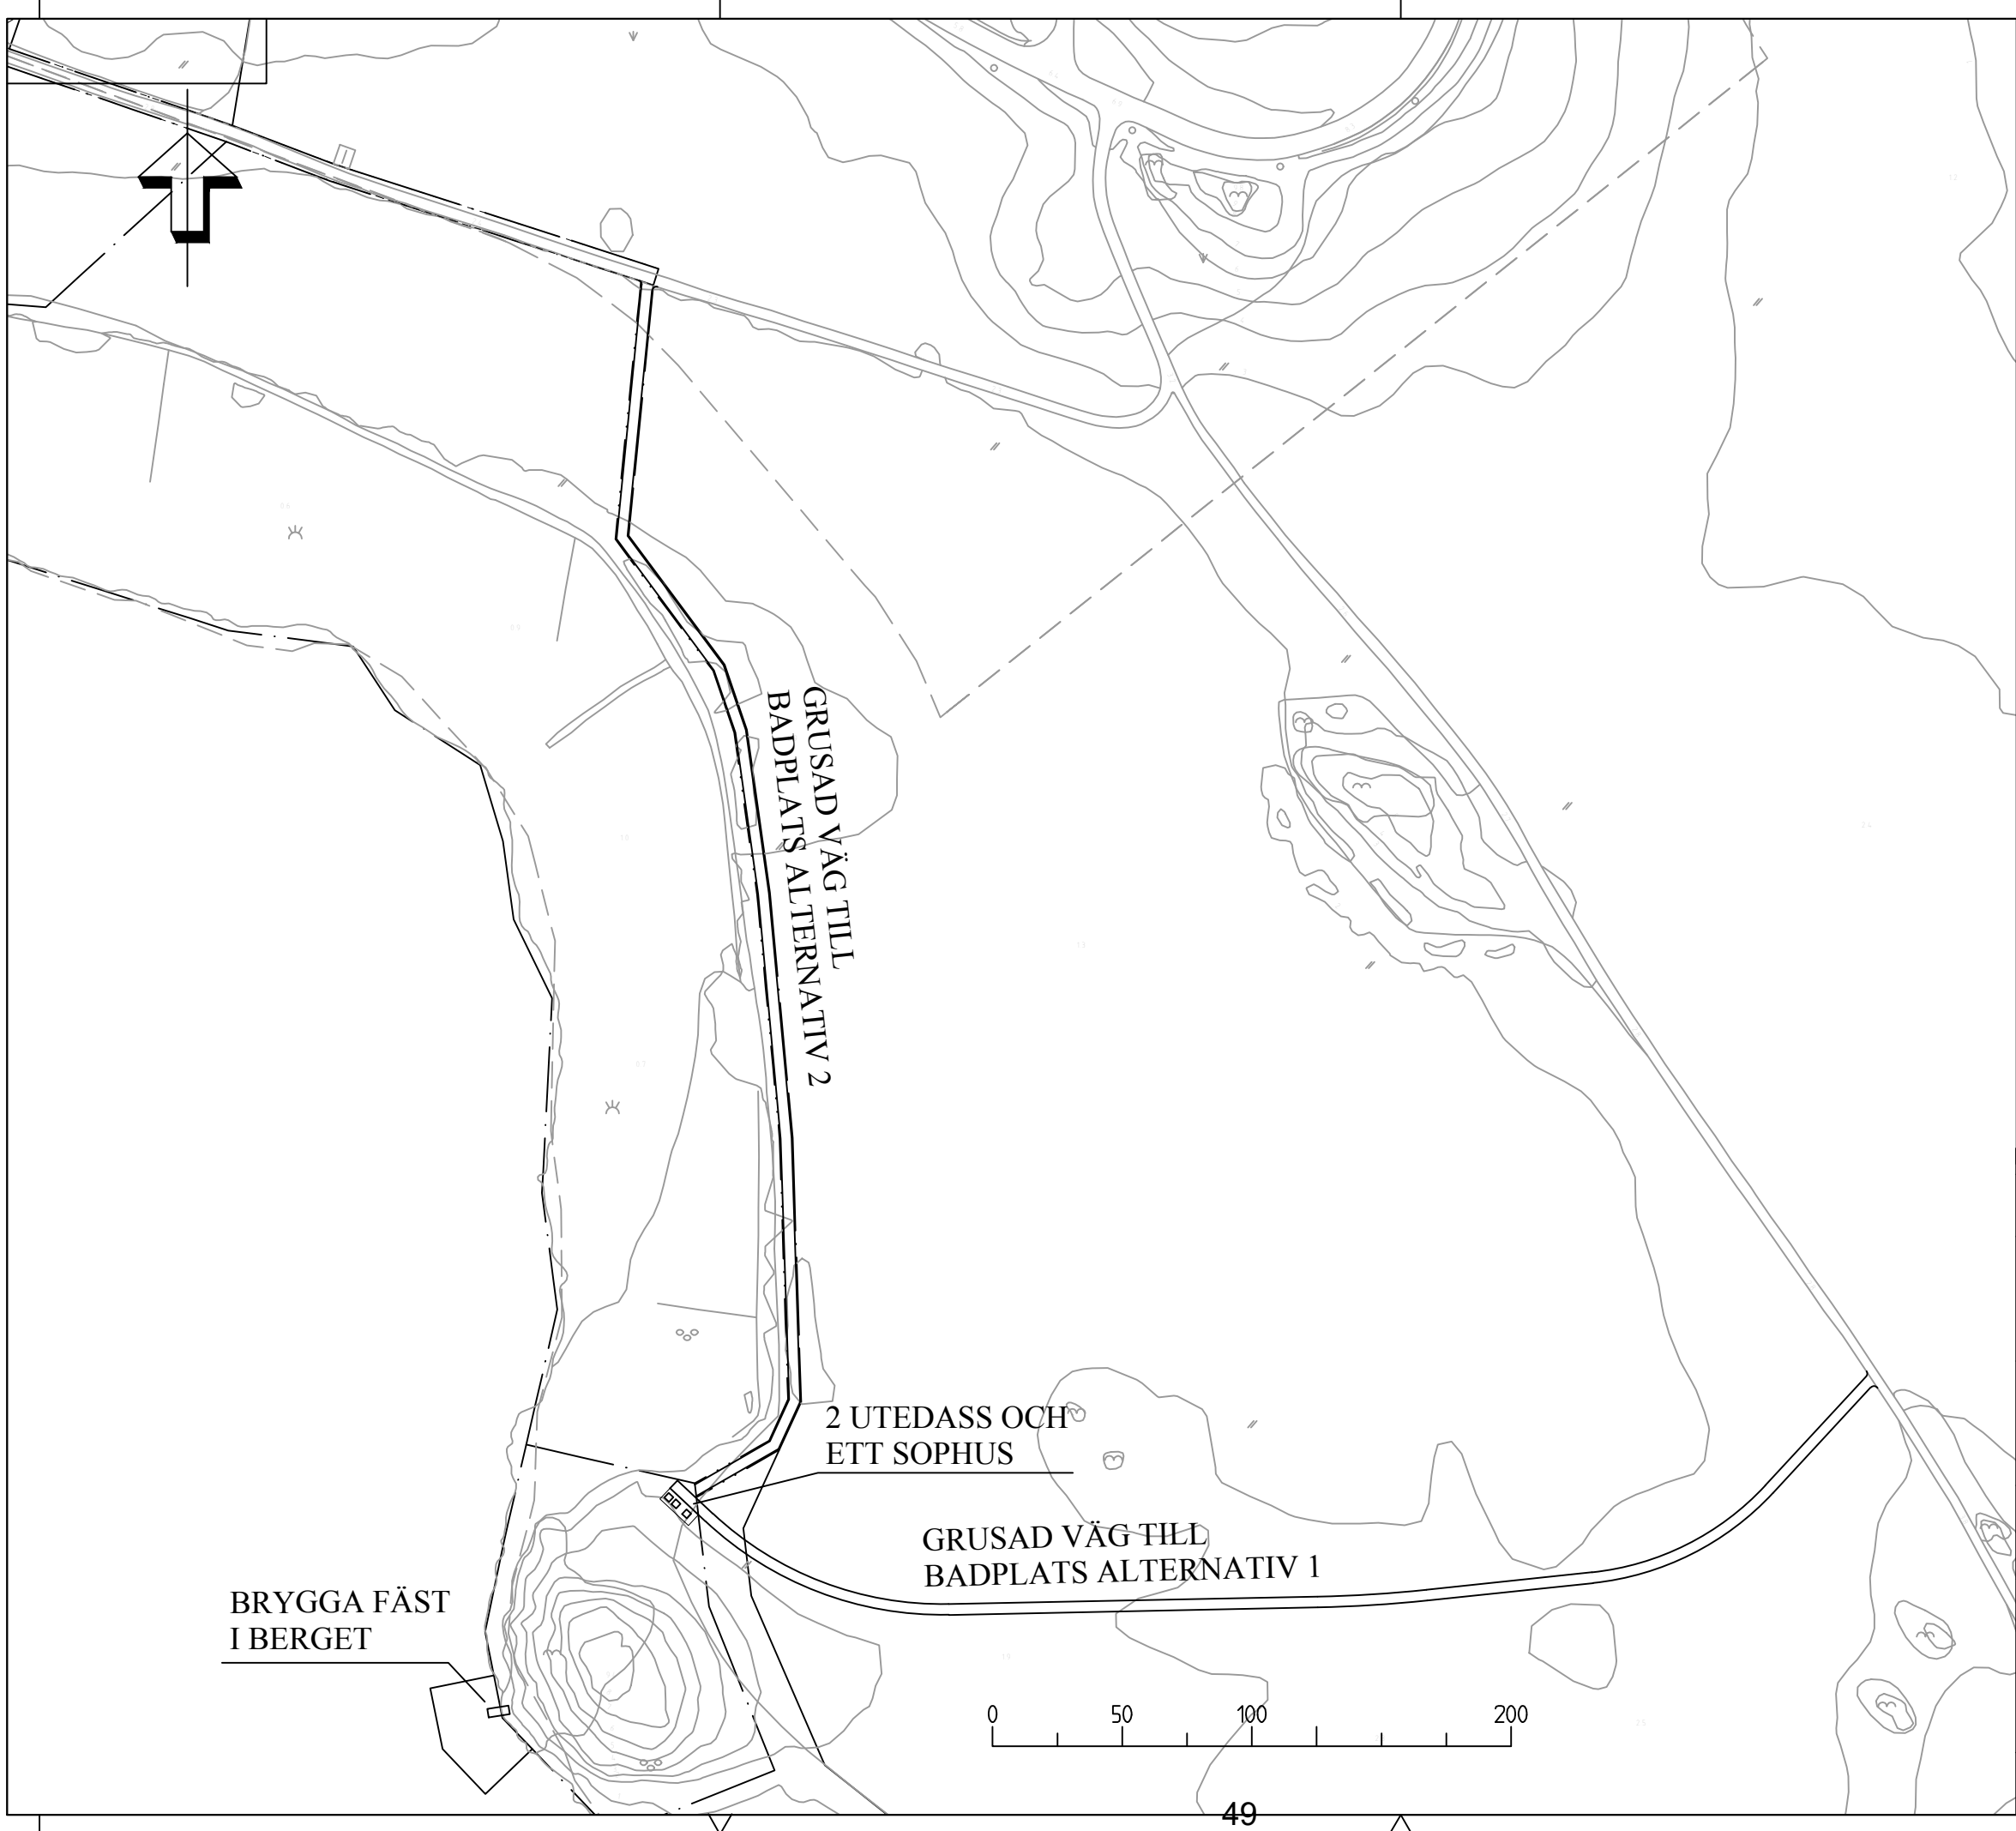 GRUSAD VÄG TILL
BADPLATS ALTERNATIV 2
2 UTEDASS OCH
ETT SOPHUS
GRUSAD VÄG TILL
BADPLATS ALTERNATIV 1
BRYGGA FÄST
I BERGET
0 50 100 200
49